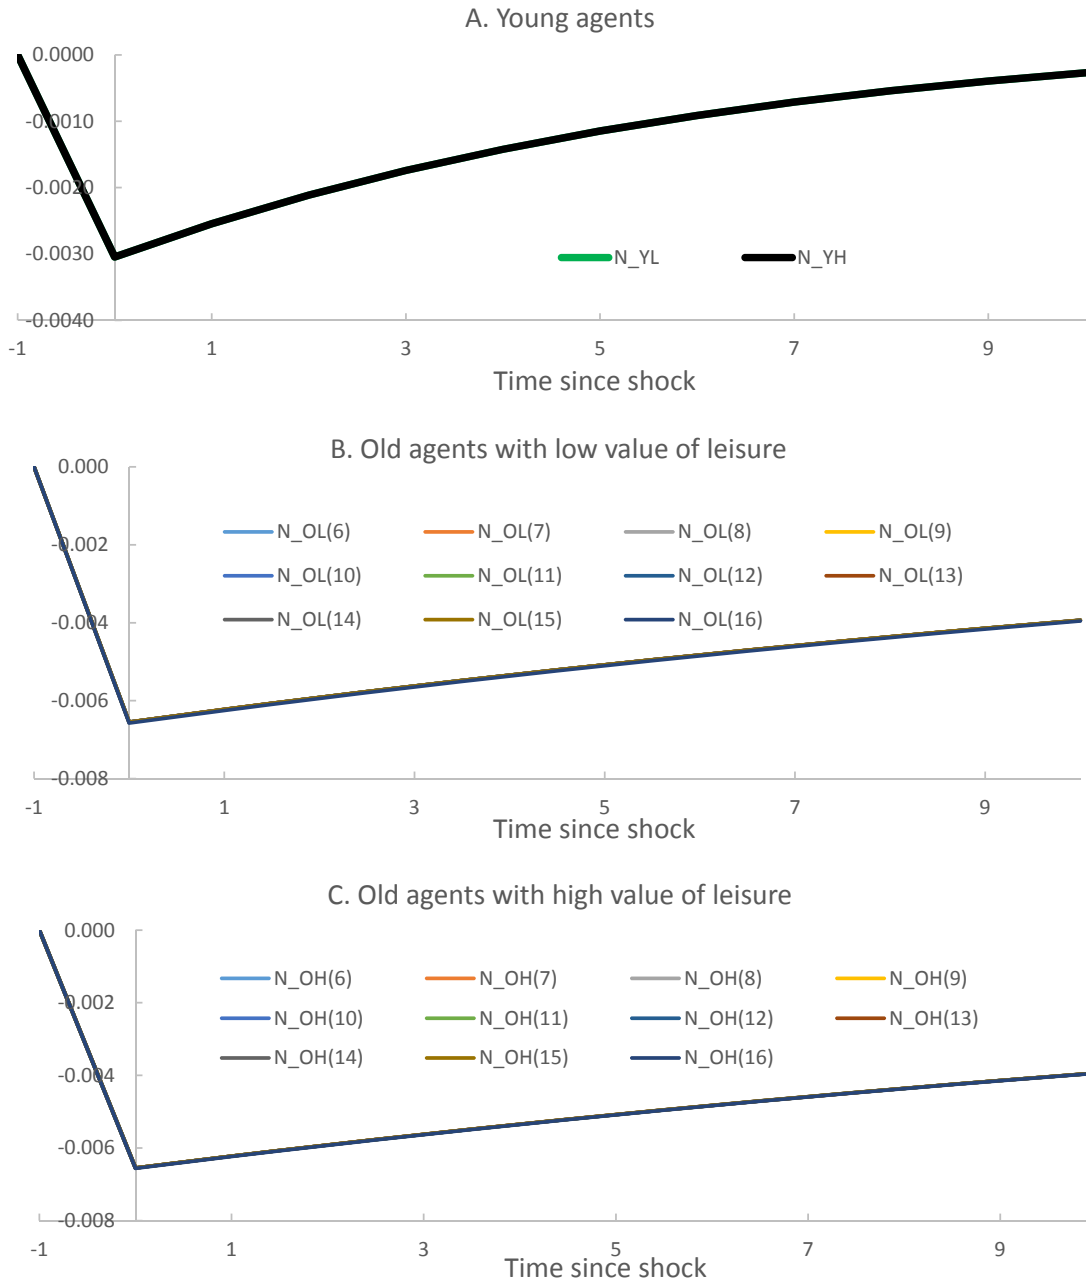 A. Young agents
0.0000
-0.0010
-0.0020
-0.0030
N_YL N_YH
-0.0040
-1 1 3 5 7 9
Time since shock
B. Old agents with low value of leisure
0.000
N_OL(6) N_OL(7) N_OL(8) N_OL(9)
-0.002
N_OL(10) N_OL(11) N_OL(12) N_OL(13)
N_OL(14) N_OL(15) N_OL(16)
-0.004
-0.006
-0.008
-1 1 3 5 7 9
Time since shock
C. Old agents with high value of leisure
0.000
N_OH(6) N_OH(7) N_OH(8) N_OH(9)
-0.002
N_OH(10) N_OH(11) N_OH(12) N_OH(13)
N_OH(14) N_OH(15) N_OH(16)
-0.004
-0.006
-0.008
-1 1 3 5 7 9
Time since shock